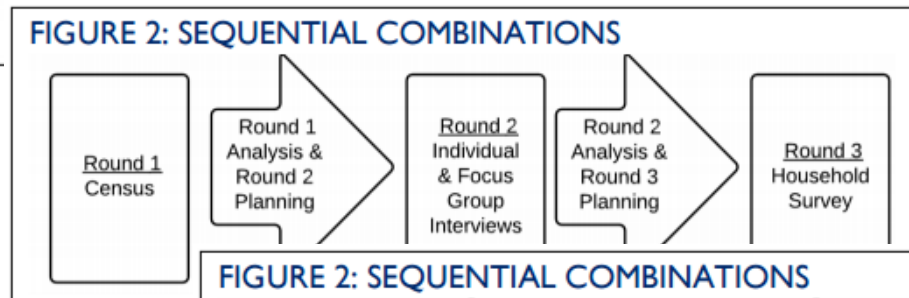 FIGURE 2: SEQUENTIAL COMBINATIONS
Round 1
Census
Round 1
Analysis &
Round 2
Planning
Round 2
Individual
& Focus
Group
Interviews
Round 2
Analysis &
Round 3
Planning
Round 3
Household
Survey
FIGURE 2: SEQUENTIAL COMBINATIONS